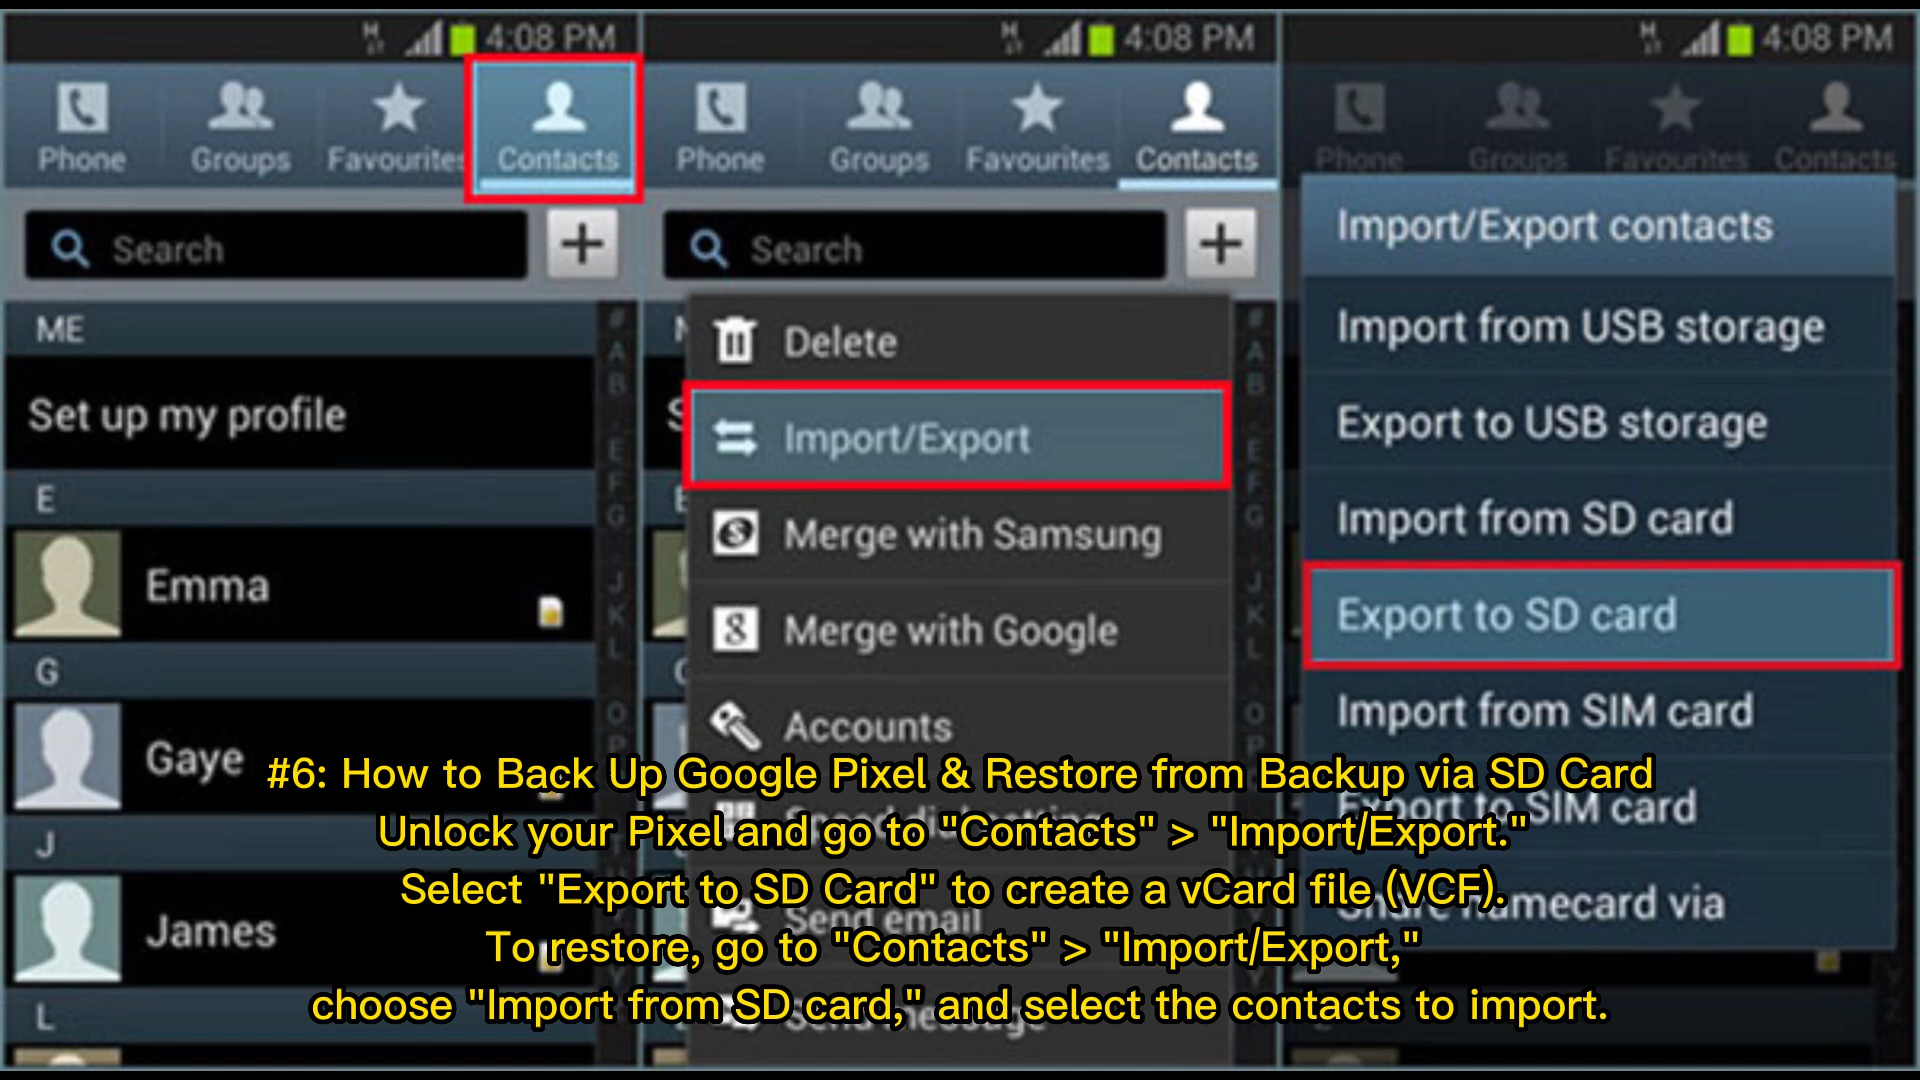 4:08 PM
Phone
Groups
Favourites
Contacts
Search
ME
Set up my profile
E
Emma
G
Gaye
J
James
L
4:08 PM
Phone
Groups
Favourites
Contacts
Search
Delete
Import/Export
Merge with Samsung
Merge with Google
Accounts
Send email
4:08 PM
Phone
Groups
Favourites
Contacts
Import/Export contacts
Import from USB storage
Export to USB storage
Import from SD card
Export to SD card
Import from SIM card
Export to SIM card
Share namecard via
#6: How to Back Up Google Pixel & Restore from Backup via SD Card
Unlock your Pixel and go to "Contacts" > "Import/Export."
Select "Export to SD Card" to create a vCard file (VCF).
To restore, go to "Contacts" > "Import/Export,"
choose "Import from SD card," and select the contacts to import.